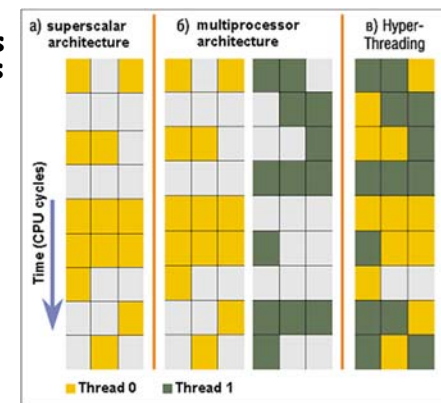 s
:
a) superscalar
architecture
б) multiprocessor
architecture
в) Hyper-
Threading
Time (CPU cycles)
Thread 0
Thread 1